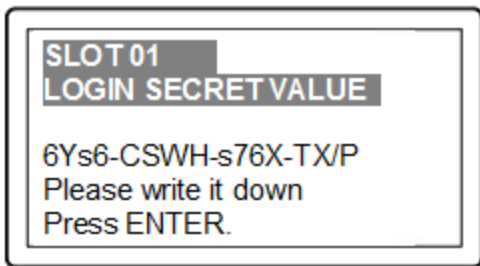 SLOT 01
LOGIN SECRET VALUE
6Ys6-CSWH-s76X-TX/P
Please write it down
Press ENTER.